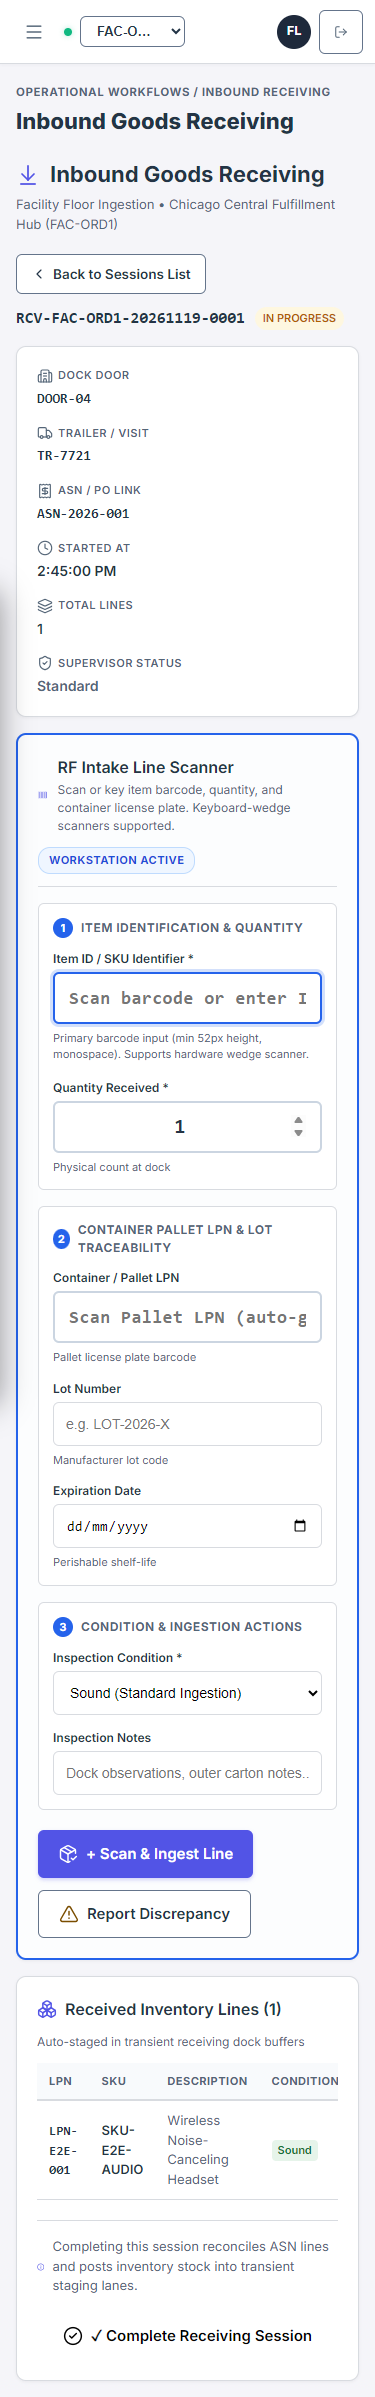 FAC-O...
FL
OPERATIONAL WORKFLOWS / INBOUND RECEIVING
Inbound Goods Receiving
Inbound Goods Receiving
Facility Floor Ingestion • Chicago Central Fulfillment
Hub (FAC-ORD1)
Back to Sessions List
RCV-FAC-ORD1-20261119-0001 IN PROGRESS
DOCK DOOR
DOOR-04
TRAILER / VISIT
TR-7721
ASN / PO LINK
ASN-2026-001
STARTED AT
2:45:00 PM
TOTAL LINES
1
SUPERVISOR STATUS
Standard
RF Intake Line Scanner
Scan or key item barcode, quantity, and
container license plate. Keyboard-wedge
scanners supported.
WORKSTATION ACTIVE
1 ITEM IDENTIFICATION & QUANTITY
Item ID / SKU Identifier *
Scan barcode or enter I
Primary barcode input (min 52px height,
monospace). Supports hardware wedge scanner.
Quantity Received *
1
Physical count at dock
2 CONTAINER PALLET LPN & LOT
TRACEABILITY
Container / Pallet LPN
Scan Pallet LPN (auto-g
Pallet license plate barcode
Lot Number
e.g. LOT-2026-X
Manufacturer lot code
Expiration Date
dd/mm/yyyy
Perishable shelf-life
3 CONDITION & INGESTION ACTIONS
Inspection Condition *
Sound (Standard Ingestion)
Inspection Notes
Dock observations, outer carton notes..
+ Scan & Ingest Line
Report Discrepancy
Received Inventory Lines (1)
Auto-staged in transient receiving dock buffers
LPN SKU DESCRIPTION CONDITION
LPN-E2E-001 SKU-E2E-AUDIO Wireless Noise-Canceling Headset Sound
Completing this session reconciles ASN lines
and posts inventory stock into transient
staging lanes.
✓ Complete Receiving Session